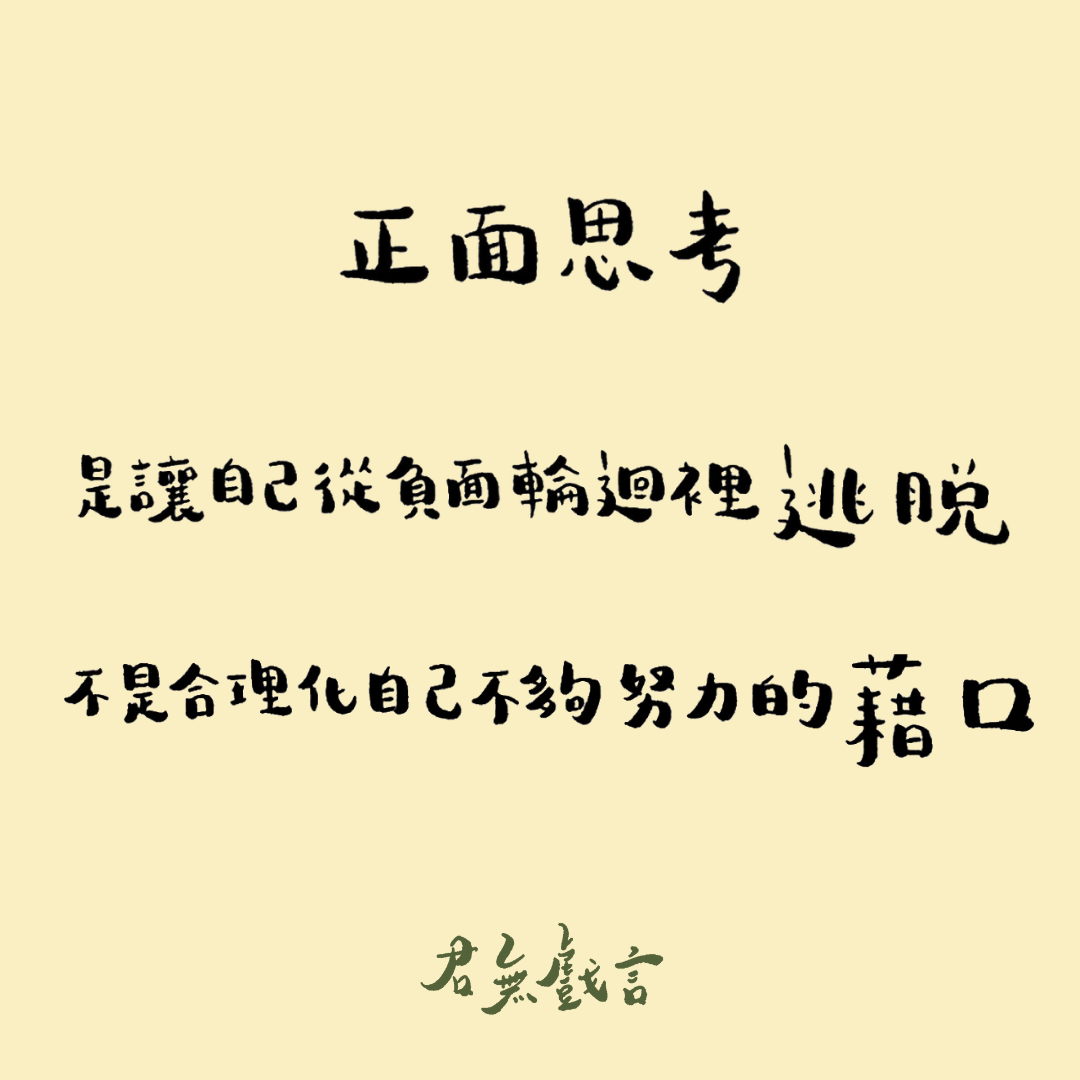 正面思考
是讓自己從負面輪迴裡逃脫
不是合理化自己不夠努力的藉口
君無戲言